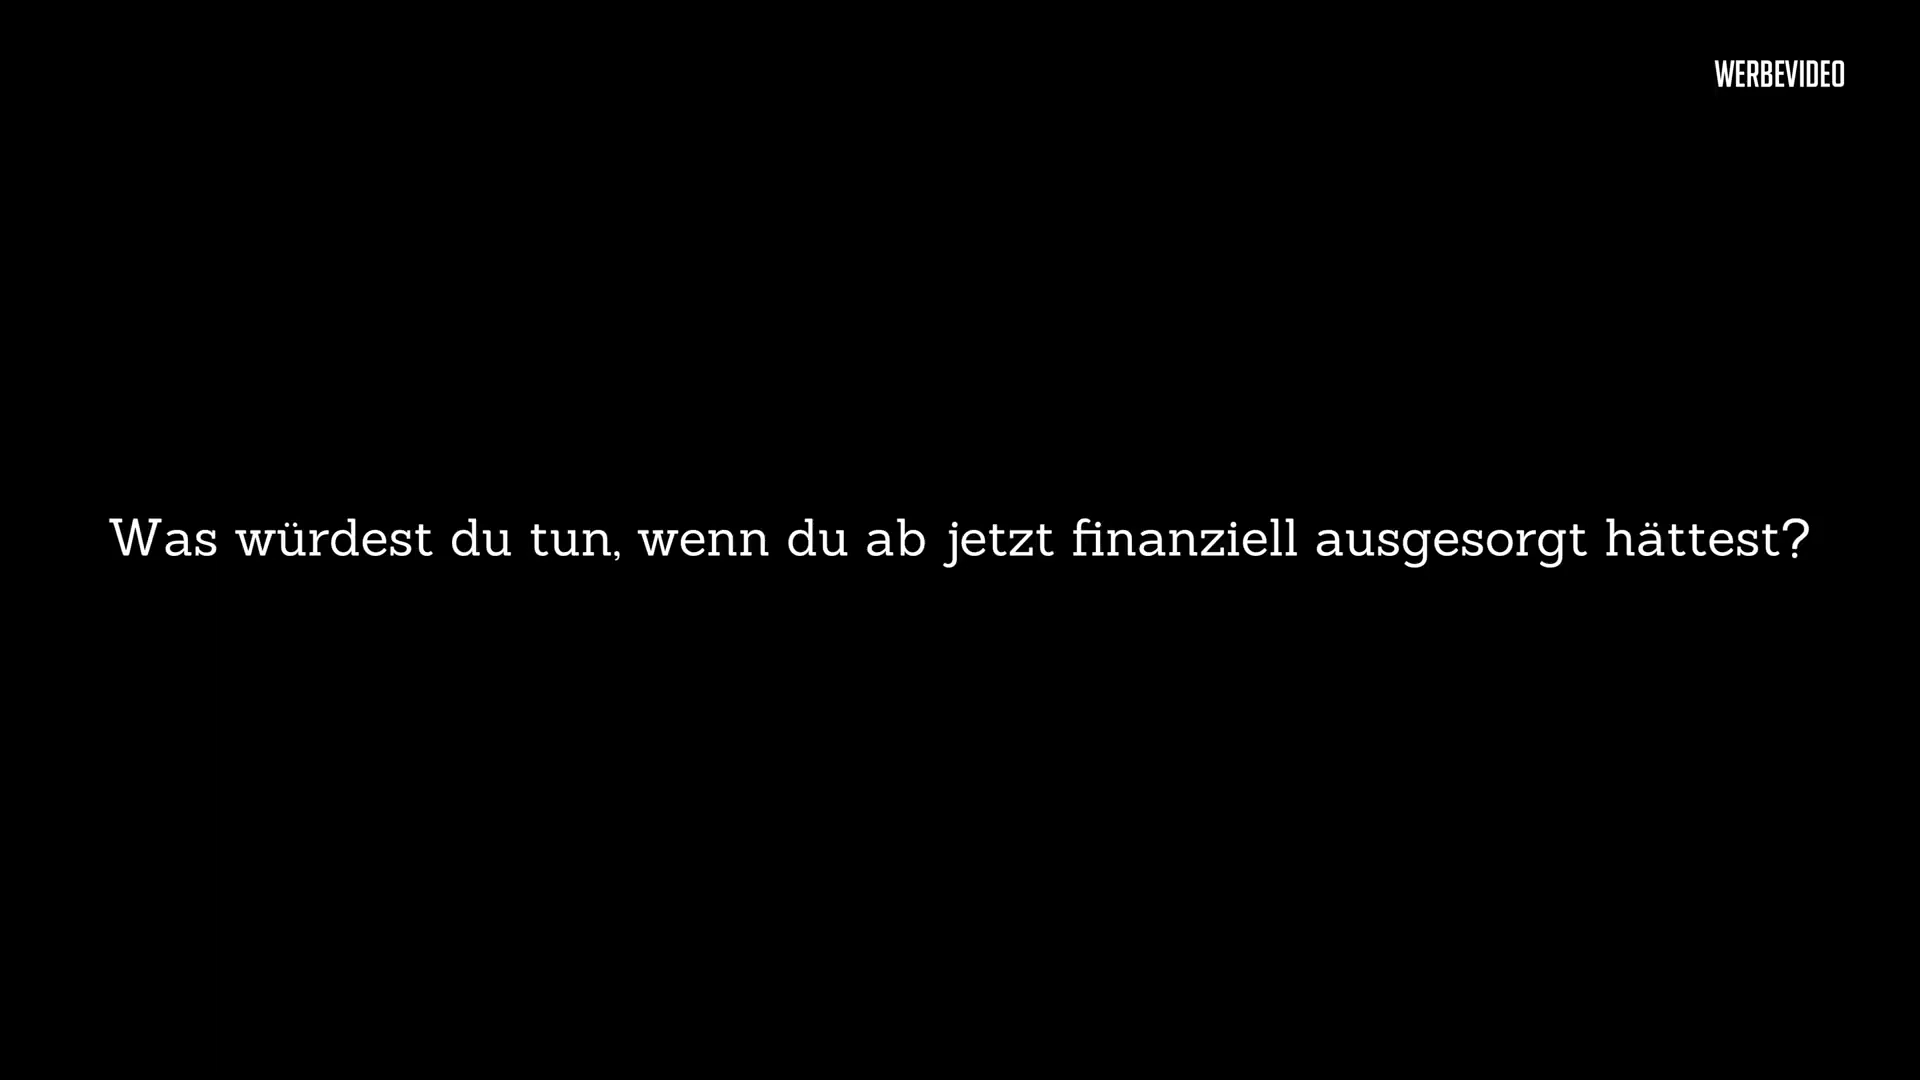 WERBEVIDEO
Was würdest du tun, wenn du ab jetzt finanziell ausgesorgt hättest?